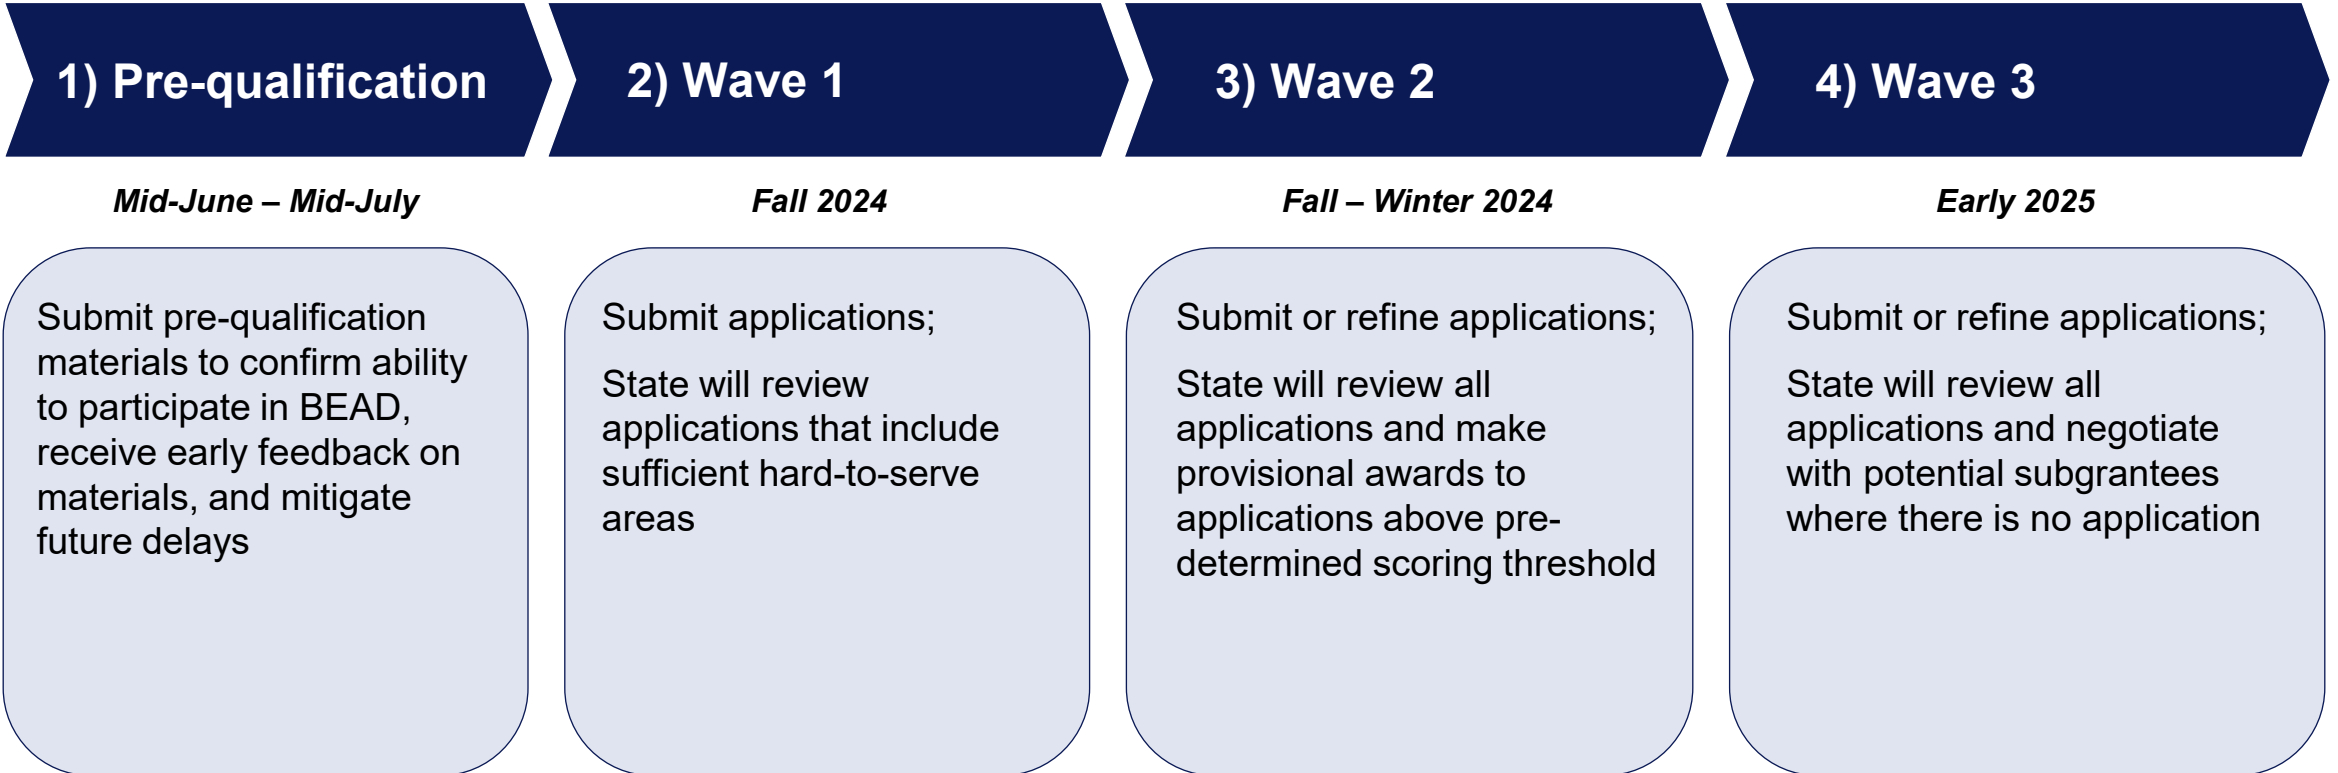 1) Pre-qualification
Mid-June – Mid-July
Submit pre-qualification
materials to confirm ability
to participate in BEAD,
receive early feedback on
materials, and mitigate
future delays
2) Wave 1
Fall 2024
Submit applications;
State will review
applications that include
sufficient hard-to-serve
areas
3) Wave 2
Fall – Winter 2024
Submit or refine applications;
State will review all
applications and make
provisional awards to
applications above pre-
determined scoring threshold
4) Wave 3
Early 2025
Submit or refine applications;
State will review all
applications and negotiate
with potential subgrantees
where there is no application